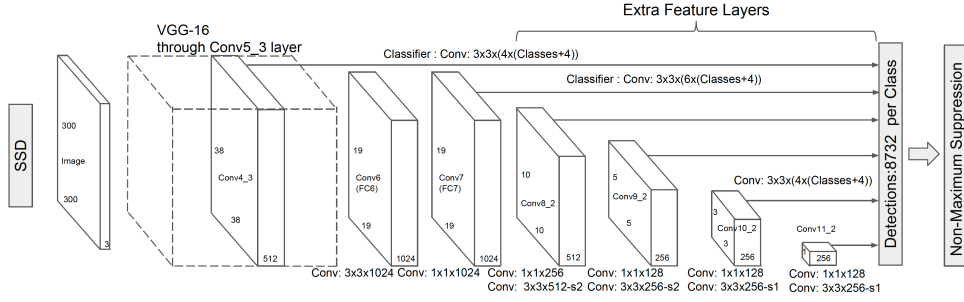 Extra Feature Layers
VGG-16
through Conv5_3 layer
Classifier : Conv: 3x3x(4x(Classes+4))
Classifier : Conv: 3x3x(6x(Classes+4))
SSD
300
Image
300
3
38
Conv4_3
38
512
19
Conv6
(FC6)
19
1024
19
Conv7
(FC7)
19
1024
10
Conv8_2
10
512
5
Conv9_2
5
256
Conv: 3x3x(4x(Classes+4))
3
Conv10_2
3
256
Conv11_2
1
256
Detections:8732 per Class
Non-Maximum Suppression
Conv: 3x3x1024
Conv: 1x1x1024
Conv: 1x1x256
Conv: 3x3x512-s2
Conv: 1x1x128
Conv: 3x3x256-s2
Conv: 1x1x128
Conv: 3x3x256-s1
Conv: 1x1x128
Conv: 3x3x256-s1